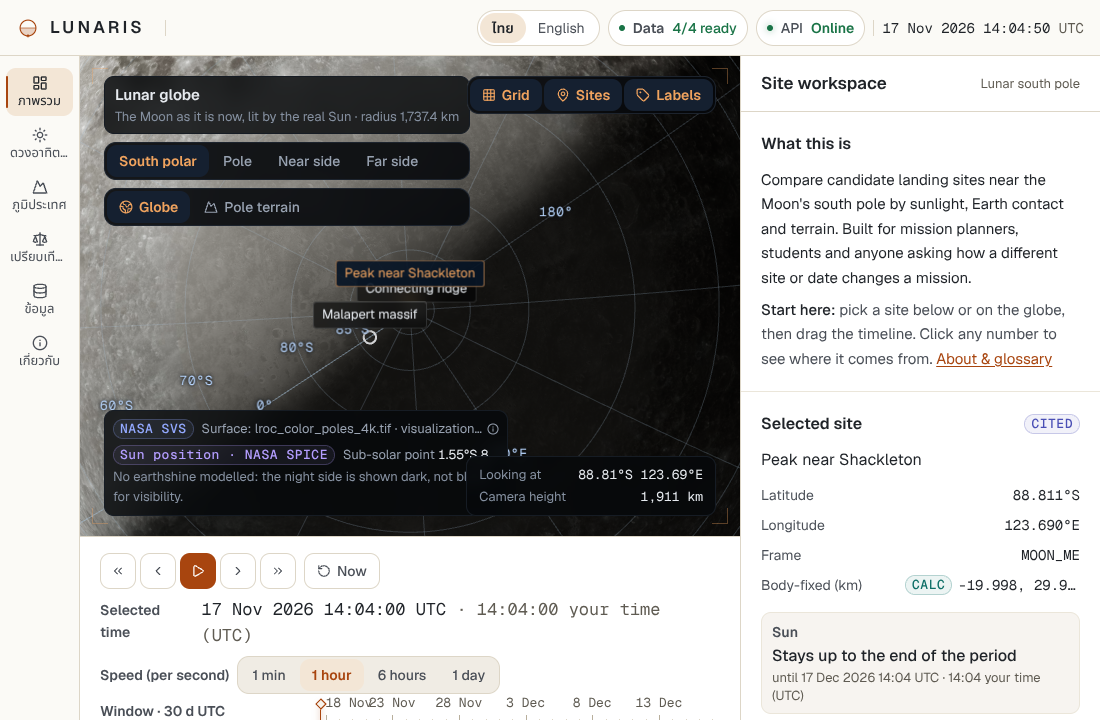 LUNARIS
ไทย English
Data 4/4 ready
API Online
17 Nov 2026 14:04:50 UTC
ภาพรวม
ดวงอาทิต…
ภูมิประเทศ
เปรียบเที…
ข้อมูล
เกี่ยวกับ
Lunar globe
The Moon as it is now, lit by the real Sun · radius 1,737.4 km
Grid Sites Labels
South polar Pole Near side Far side
Globe Pole terrain
180°
Peak near Shackleton
Connecting ridge
Malapert massif
85°S
80°S
70°S
60°S
0°
NASA SVS Surface: lroc_color_poles_4k.tif · visualization…
Sun position · NASA SPICE Sub-solar point 1.55°S 8
No earthshine modelled: the night side is shown dark, not bl
for visibility.
Looking at 88.81°S 123.69°E
Camera height 1,911 km
Now
Selected time 17 Nov 2026 14:04:00 UTC · 14:04:00 your time (UTC)
Speed (per second) 1 min 1 hour 6 hours 1 day
Window · 30 d UTC
18 Nov 23 Nov 28 Nov 3 Dec 8 Dec 13 Dec
Site workspace
Lunar south pole
What this is
Compare candidate landing sites near the
Moon's south pole by sunlight, Earth contact
and terrain. Built for mission planners,
students and anyone asking how a different
site or date changes a mission.
Start here: pick a site below or on the globe,
then drag the timeline. Click any number to
see where it comes from. About & glossary
Selected site CITED
Peak near Shackleton
Latitude 88.811°S
Longitude 123.690°E
Frame MOON_ME
Body-fixed (km) CALC -19.998, 29.9…
Sun
Stays up to the end of the period
until 17 Dec 2026 14:04 UTC · 14:04 your time
(UTC)